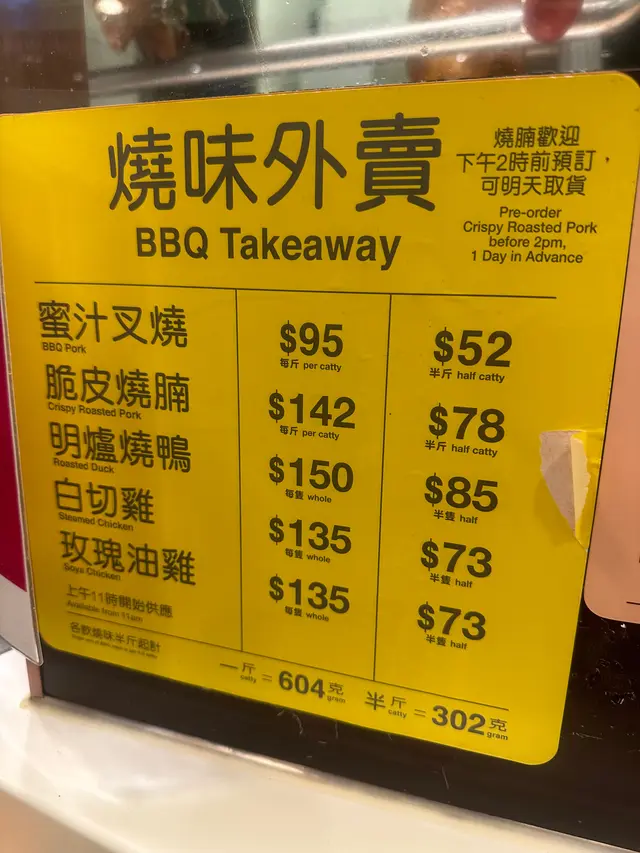 燒味外賣
BBQ Takeaway
燒腩歡迎
下午2時前預訂，
可明天取貨
Pre-order
Crispy Roasted Pork
before 2pm,
1 Day in Advance
蜜汁叉燒
BBQ Pork
$95
每斤 per catty
$52
半斤 half catty
脆皮燒腩
Crispy Roasted Pork
$142
每斤 per catty
$78
半斤 half catty
明爐燒鴨
Roasted Duck
$150
每隻 whole
$85
半隻 half
白切雞
Steamed Chicken
$135
每隻 whole
$73
半隻 half
玫瑰油雞
Soya Chicken
$135
每隻 whole
$73
半隻 half
上午11時開始供應
Available from 11am
各款燒味半斤起計
一斤 catty = 604克 gram 半斤 catty = 302克 gram